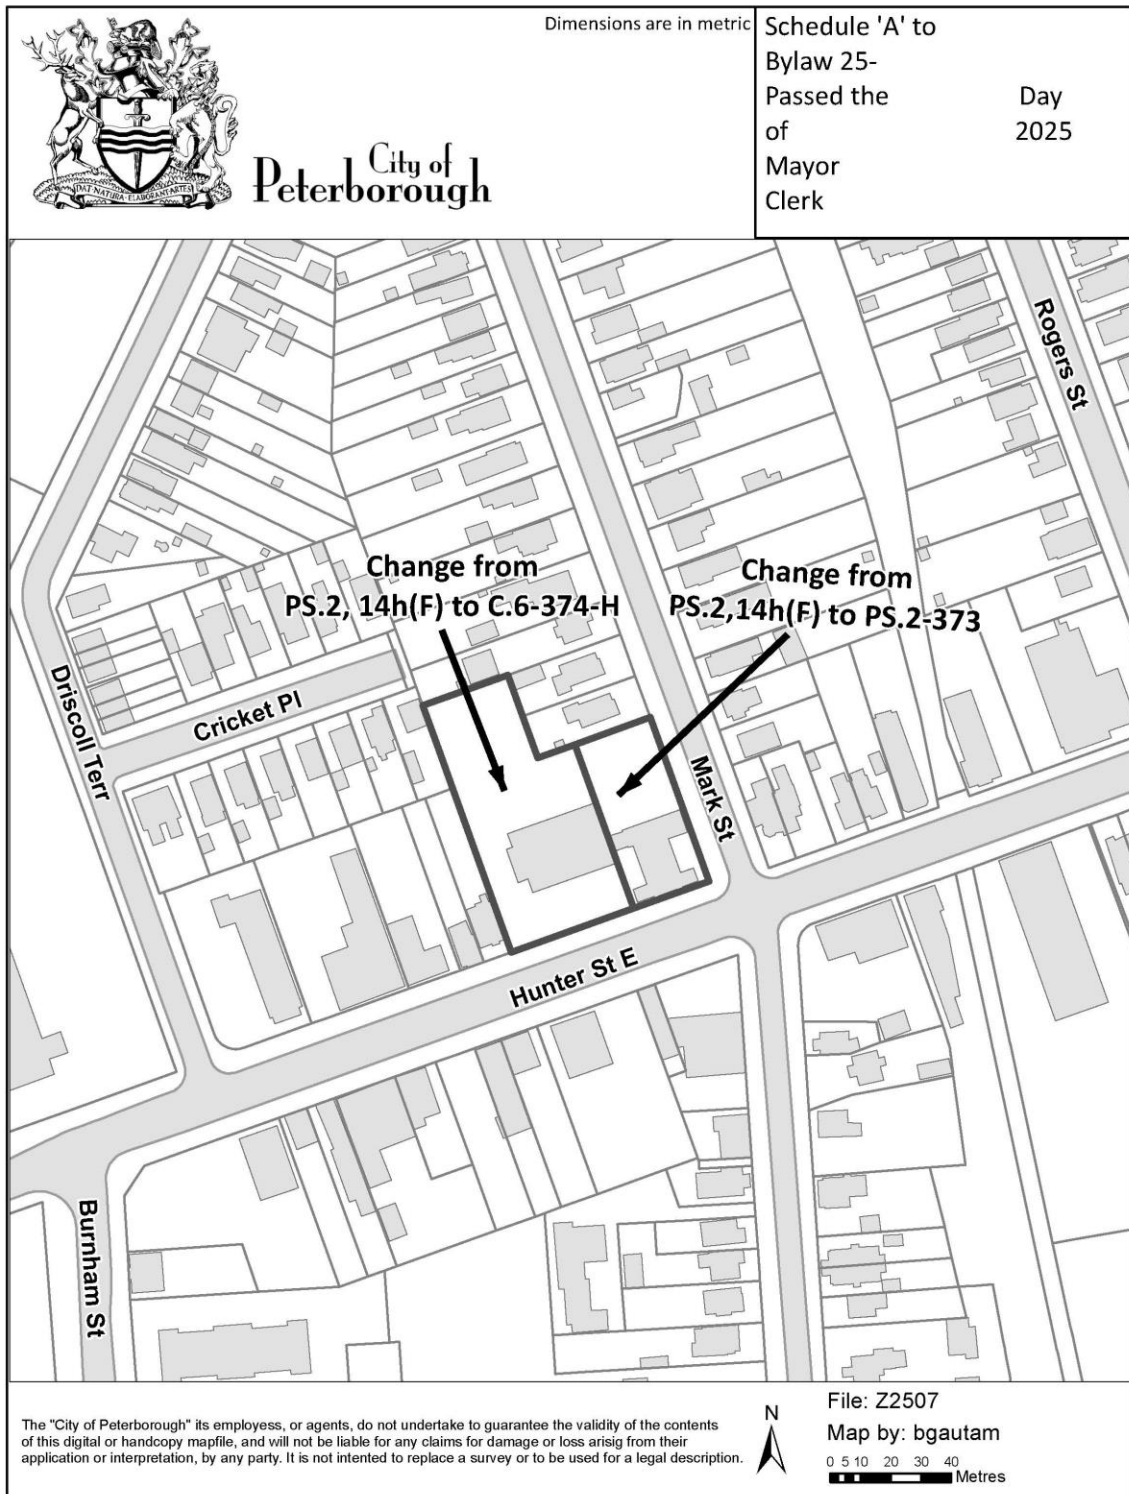 Dimensions are in metric
Schedule 'A' to
Bylaw 25-
Passed the Day
of 2025
Mayor
Clerk
DAT·NATURA·ELABORANT·ARTES
City of
Peterborough
Rogers St
Change from
PS.2, 14h(F) to C.6-374-H
Change from
PS.2,14h(F) to PS.2-373
Driscoll Terr
Cricket Pl
Mark St
Hunter St E
Burnham St
The "City of Peterborough" its employess, or agents, do not undertake to guarantee the validity of the contents
of this digital or handcopy mapfile, and will not be liable for any claims for damage or loss arisig from their
application or interpretation, by any party. It is not intended to replace a survey or to be used for a legal description.
N
File: Z2507
Map by: bgautam
0 5 10 20 30 40
Metres